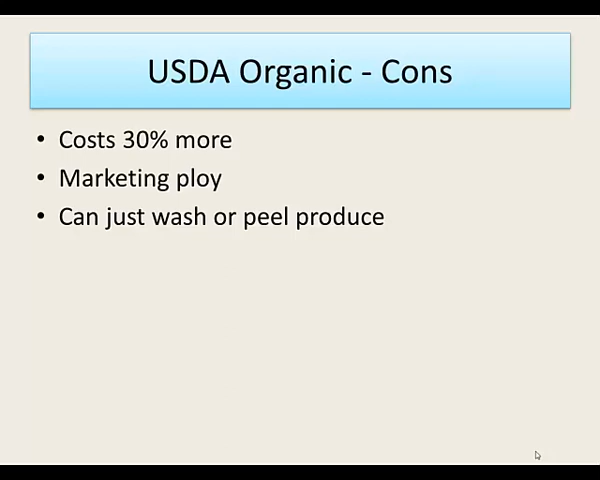 USDA Organic - Cons
• Costs 30% more
• Marketing ploy
• Can just wash or peel produce